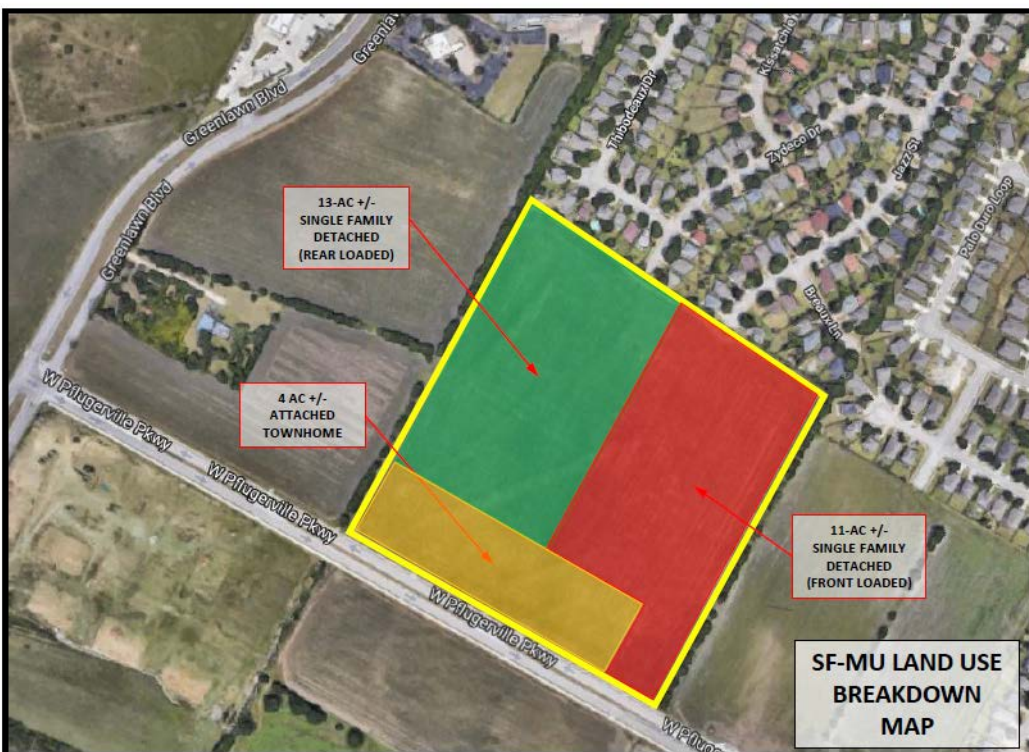 Greenlawn Blvd
Greenlawn Blvd
Greenlawn
Thibodeaux Dr
Kissatchie
Zydeco Dr
Jazz St
Palo Duro Loop
Breaux Ln
13-AC +/-
SINGLE FAMILY
DETACHED
(REAR LOADED)
4 AC +/-
ATTACHED
TOWNHOME
W Pflugerville Pkwy
W Pflugerville Pkwy
W Pflugerville Pkwy
W Pflugerville Pkwy
11-AC +/-
SINGLE FAMILY
DETACHED
(FRONT LOADED)
SF-MU LAND USE
BREAKDOWN
MAP